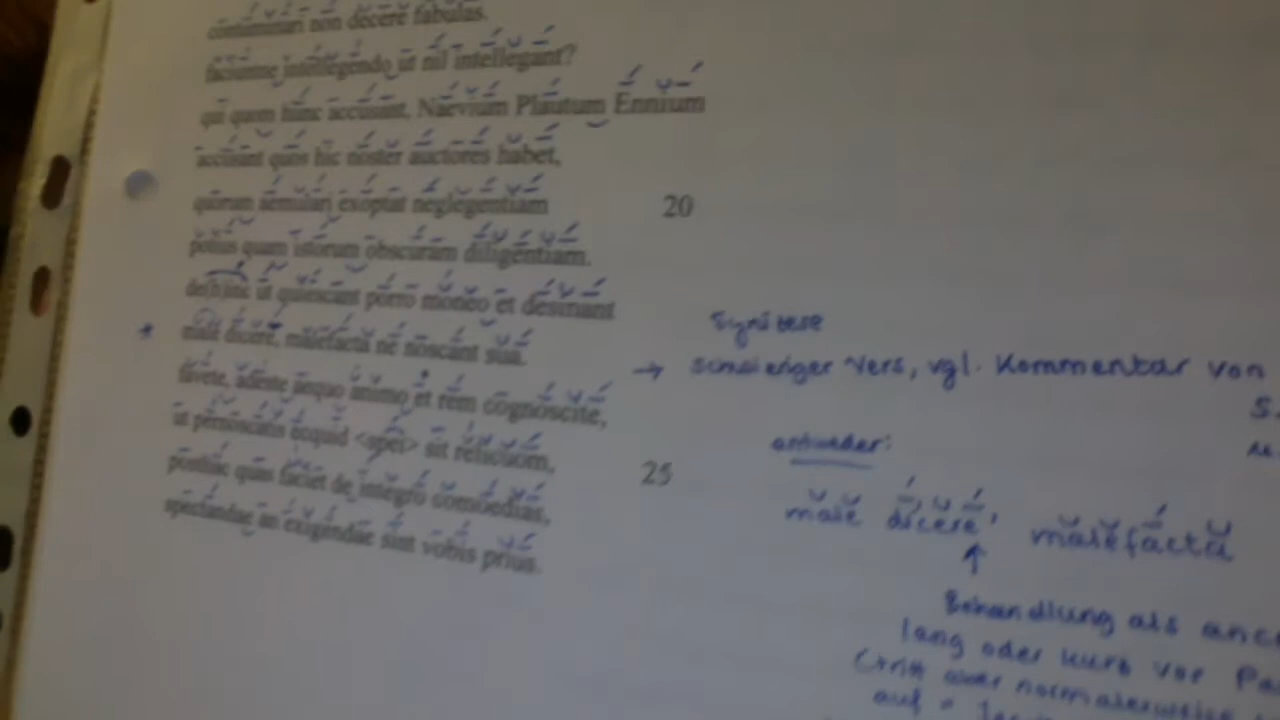 contaminari non decere fabulas.
faciuntne intellegendo ut nil intellegant?
qui quom hunc accusant, Naevium Plautum Ennium
accusant quos hic noster auctores habet,
quorum aemulari exoptat neglegentiam 20
potius quam istorum obscuram diligentiam.
dehinc ut quiescant porro moneo et desinant
male dicere, malefacta ne noscant sua.
favete, adeste aequo animo et rem cognoscite,
ut pernoscatis ecquid <spei> sit relicuom, 25
posthac quas faciet de integro comoedias,
spectandae an exigendae sint vobis prius.
Synizese
→ schwieriger Vers, vgl. Kommentar von
S.
entweder:
male dicere, malefacta
↑
Behandlung als anc
lang oder kurz vor